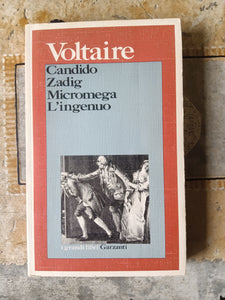 Voltaire
Candido
Zadig
Micromega
L'ingenuo
i grandi libri Garzanti